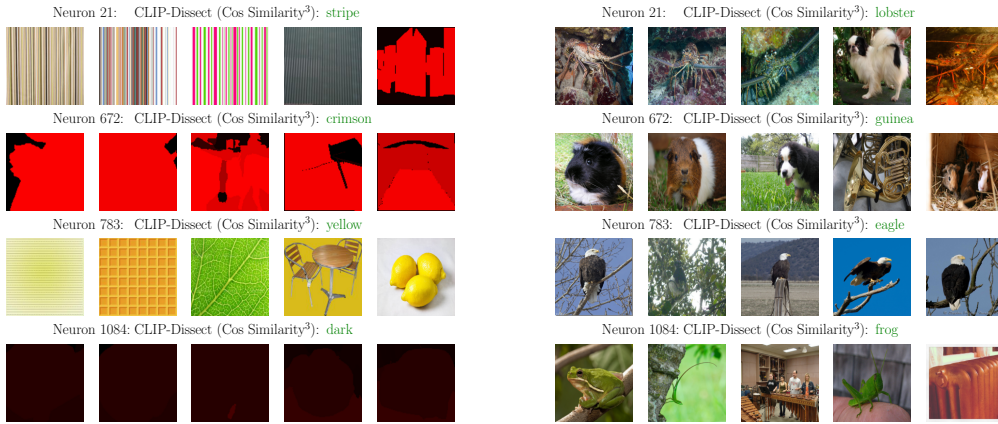 Neuron 21: CLIP-Dissect (Cos Similarity³): stripe
Neuron 672: CLIP-Dissect (Cos Similarity³): crimson
Neuron 783: CLIP-Dissect (Cos Similarity³): yellow
Neuron 1084: CLIP-Dissect (Cos Similarity³): dark
Neuron 21: CLIP-Dissect (Cos Similarity³): lobster
Neuron 672: CLIP-Dissect (Cos Similarity³): guinea
Neuron 783: CLIP-Dissect (Cos Similarity³): eagle
Neuron 1084: CLIP-Dissect (Cos Similarity³): frog